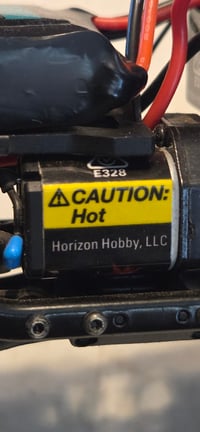 E328
CAUTION:
Hot
Horizon Hobby, LLC